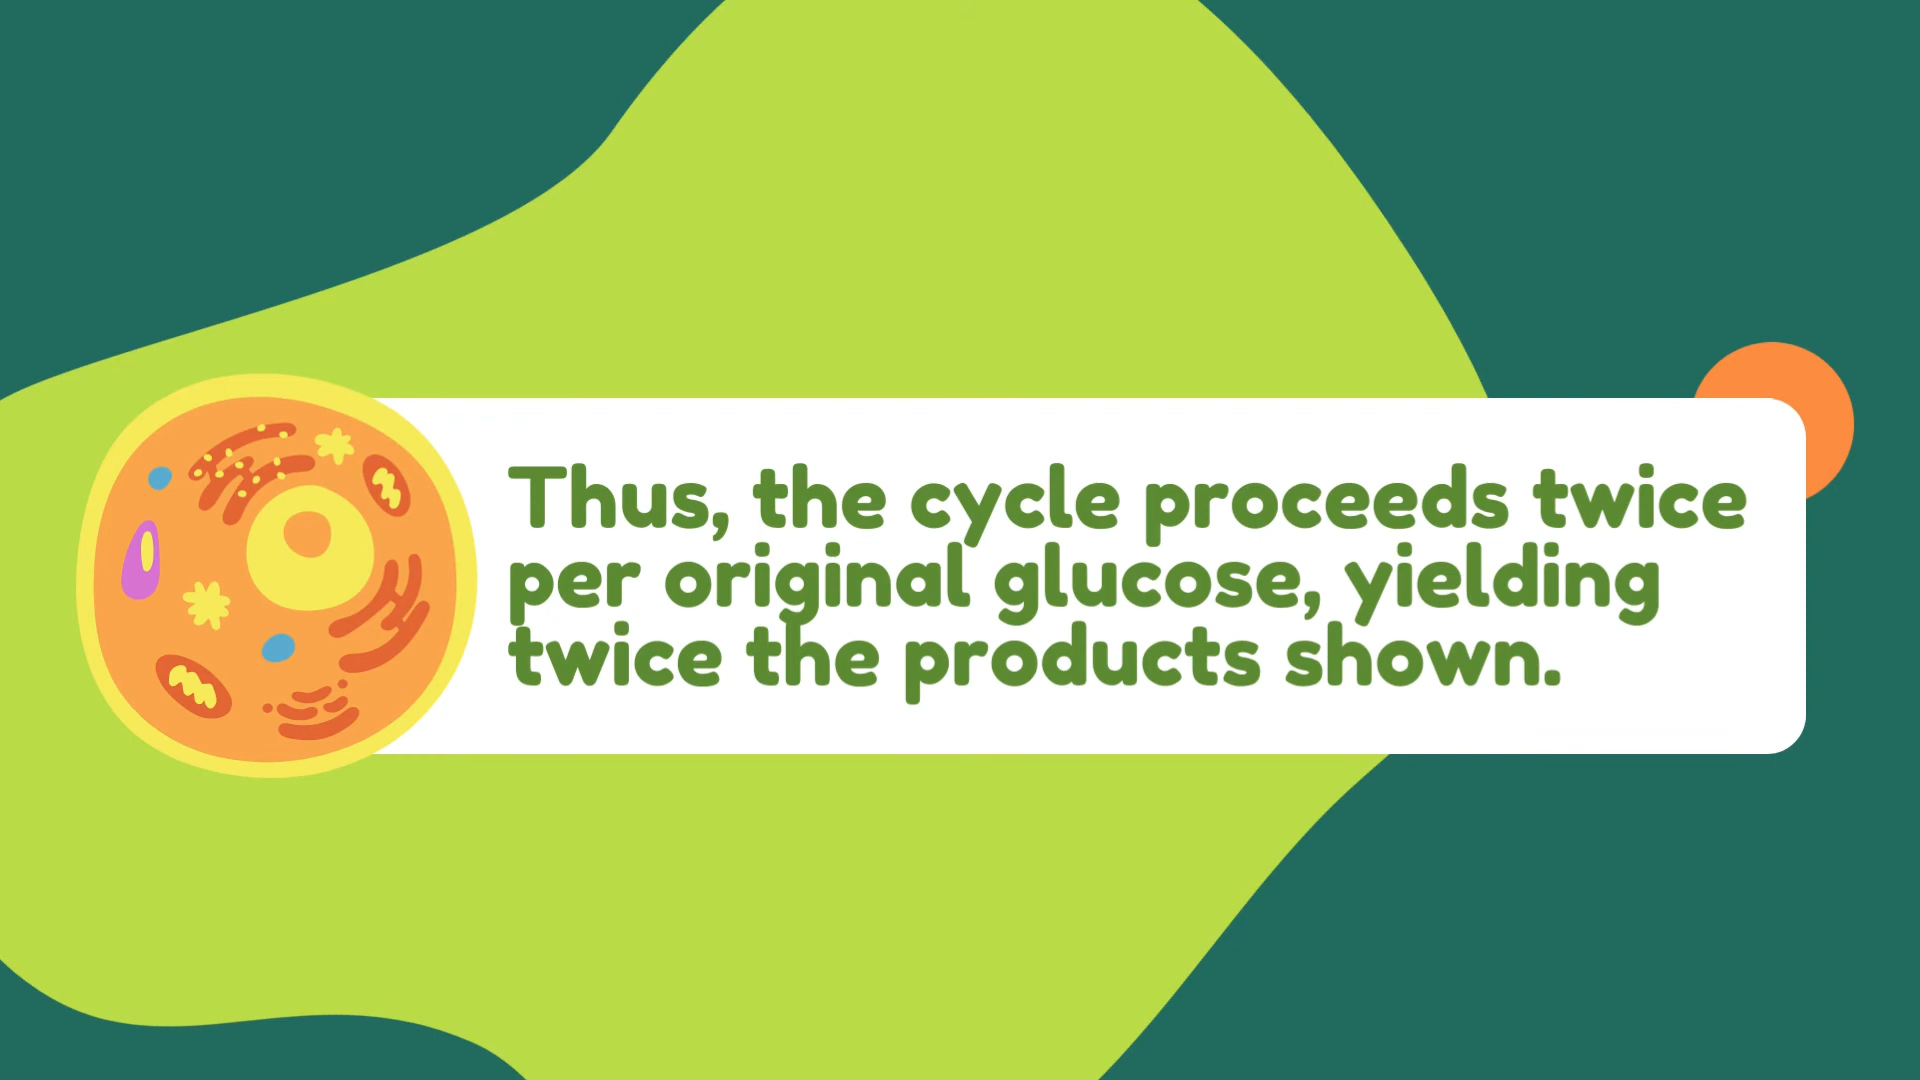 Thus, the cycle proceeds twice
per original glucose, yielding
twice the products shown.